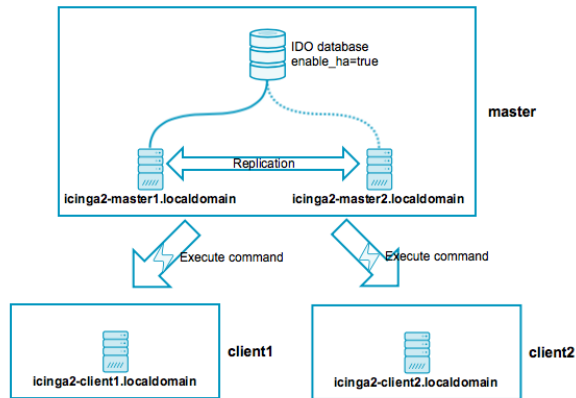 IDO database
enable_ha=true
master
Replication
icinga2-master1.localdomain
icinga2-master2.localdomain
Execute command
Execute command
client1
client2
icinga2-client1.localdomain
icinga2-client2.localdomain